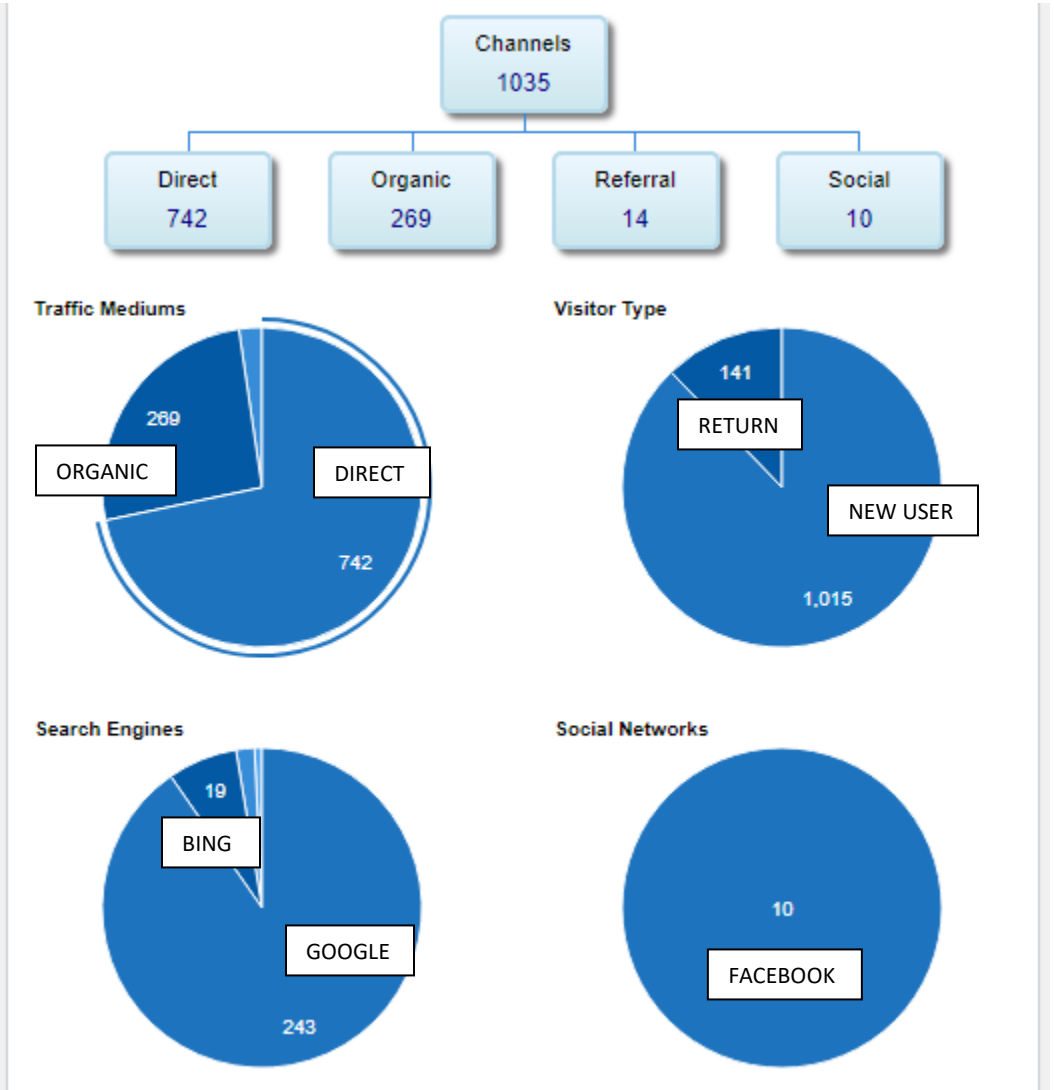 Channels
1035
Direct
742
Organic
269
Referral
14
Social
10
Traffic Mediums
269
ORGANIC
DIRECT
742
Visitor Type
141
RETURN
NEW USER
1,015
Search Engines
19
BING
GOOGLE
243
Social Networks
10
FACEBOOK